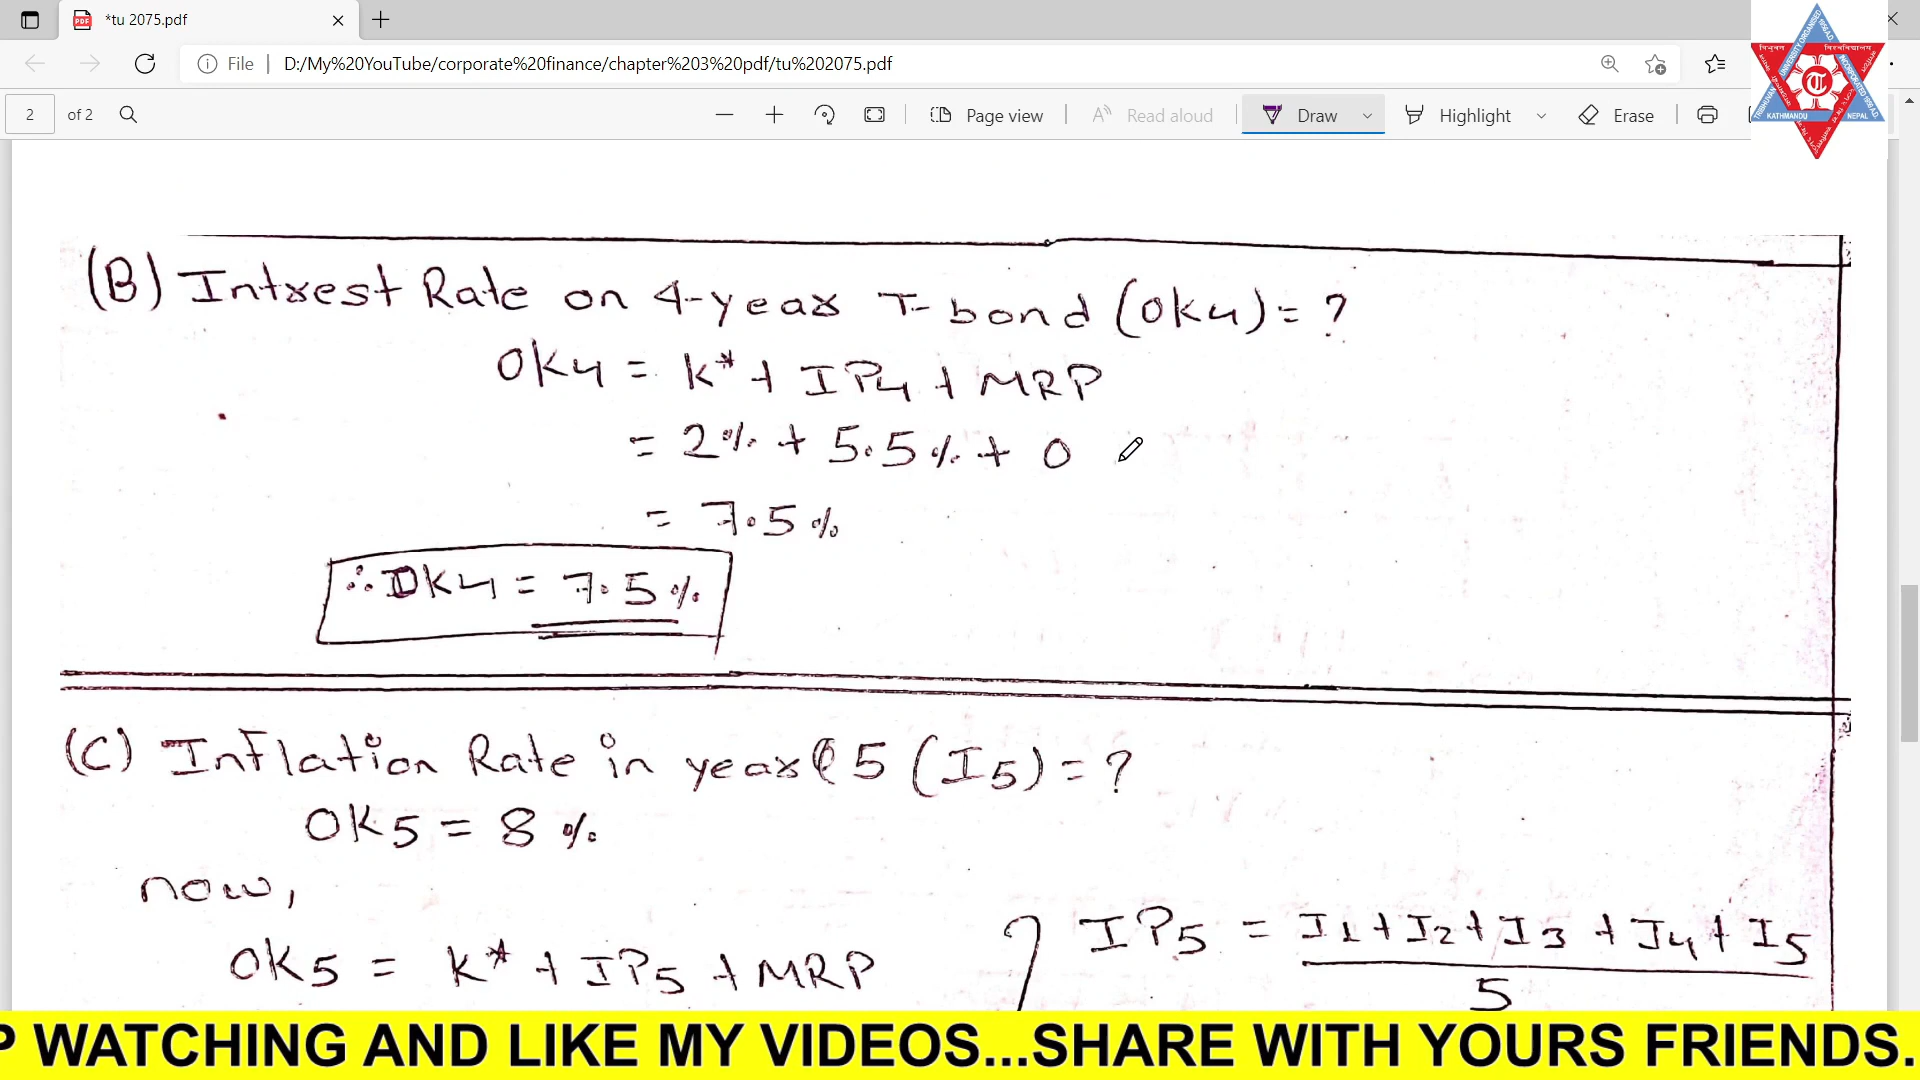 *tu 2075.pdf
File D:/My%20YouTube/corporate%20finance/chapter%203%20pdf/tu%202075.pdf
2 of 2 Page view Read aloud Draw Highlight Erase
(B) Intrest Rate on 4-year T-bond (OK4) = ?
OK4 = K* + IP4 + MRP
= 2% + 5.5% + 0
= 7.5%
∴ OK4 = 7.5%
(C) Inflation Rate in year 5 (I5) = ?
OK5 = 8%
now,
OK5 = K* + IP5 + MRP
IP5 = I1 + I2 + I3 + I4 + I5
5
P WATCHING AND LIKE MY VIDEOS...SHARE WITH YOURS FRIENDS.